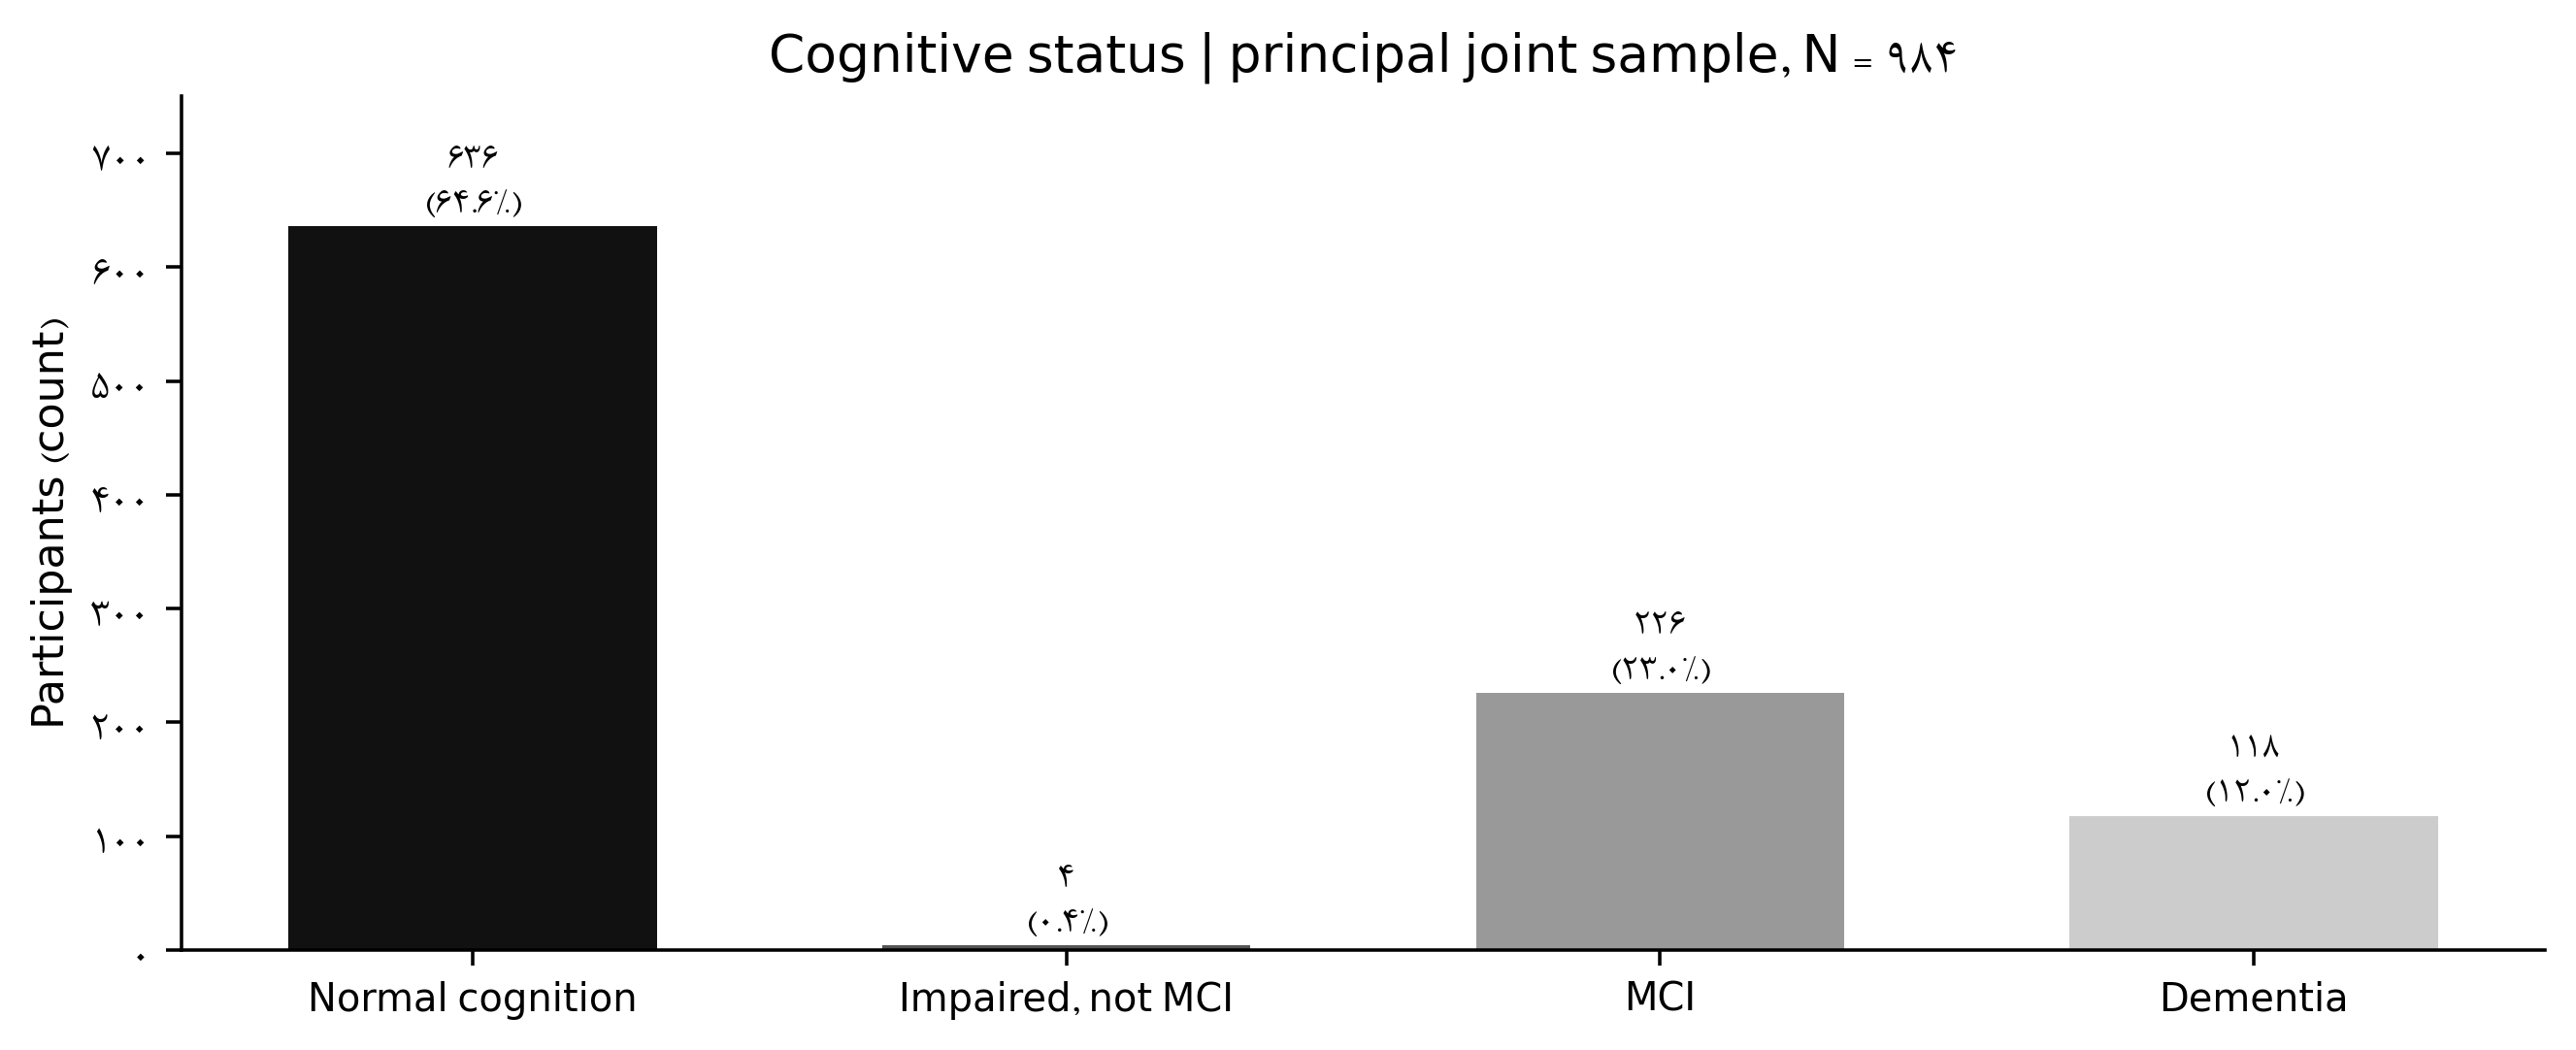 Cognitive status | principal joint sample, N = ۹۸۴
Participants (count)
۷۰۰
۶۰۰
۵۰۰
۴۰۰
۳۰۰
۲۰۰
۱۰۰
۰
۶۳۶
(۶۴.۶٪)
۴
(۰.۴٪)
۲۲۶
(۲۳.۰٪)
۱۱۸
(۱۲.۰٪)
Normal cognition
Impaired, not MCI
MCI
Dementia